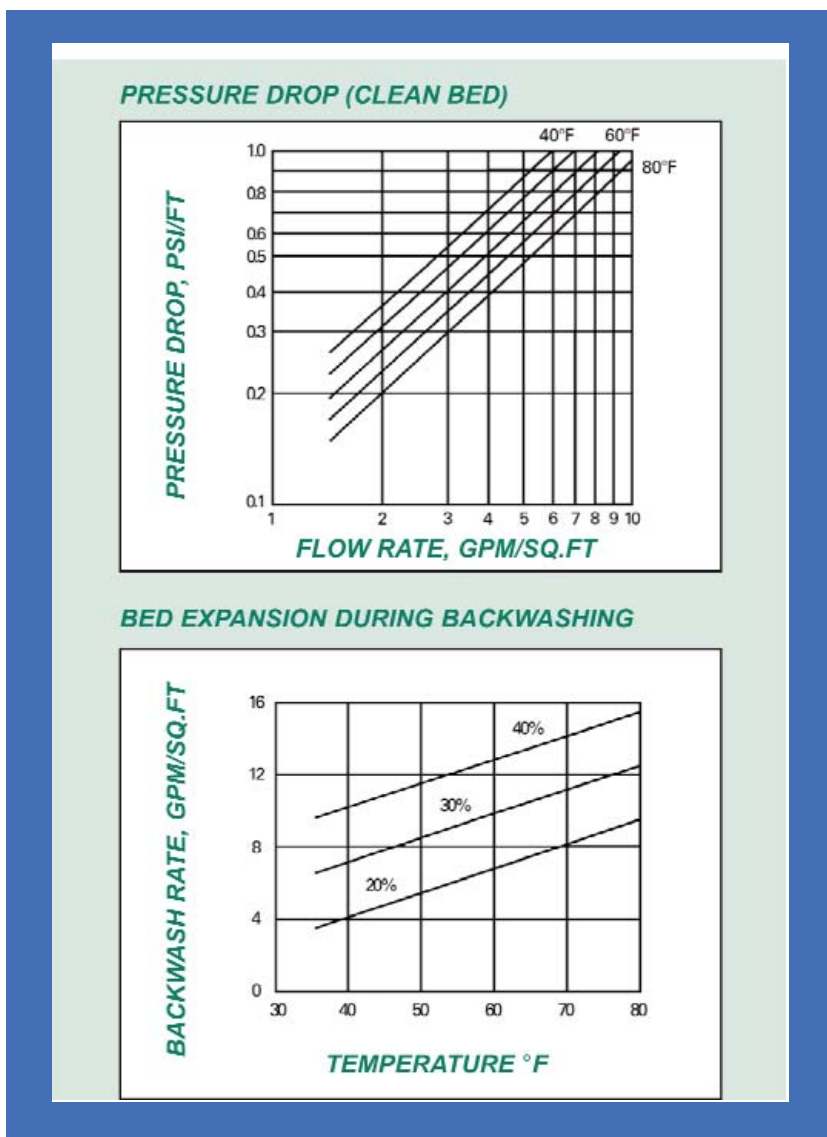 PRESSURE DROP (CLEAN BED)
40°F 60°F
80°F
PRESSURE DROP, PSI/FT
1.0
0.8
0.6
0.5
0.4
0.3
0.2
0.1
1 2 3 4 5 6 7 8 9 10
FLOW RATE, GPM/SQ.FT
BED EXPANSION DURING BACKWASHING
BACKWASH RATE, GPM/SQ.FT
16
12
8
4
0
40%
30%
20%
30 40 50 60 70 80
TEMPERATURE °F